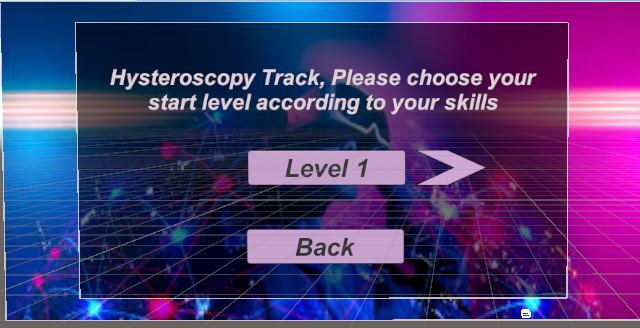 Hysteroscopy Track, Please choose your
start level according to your skills
Level 1
Back